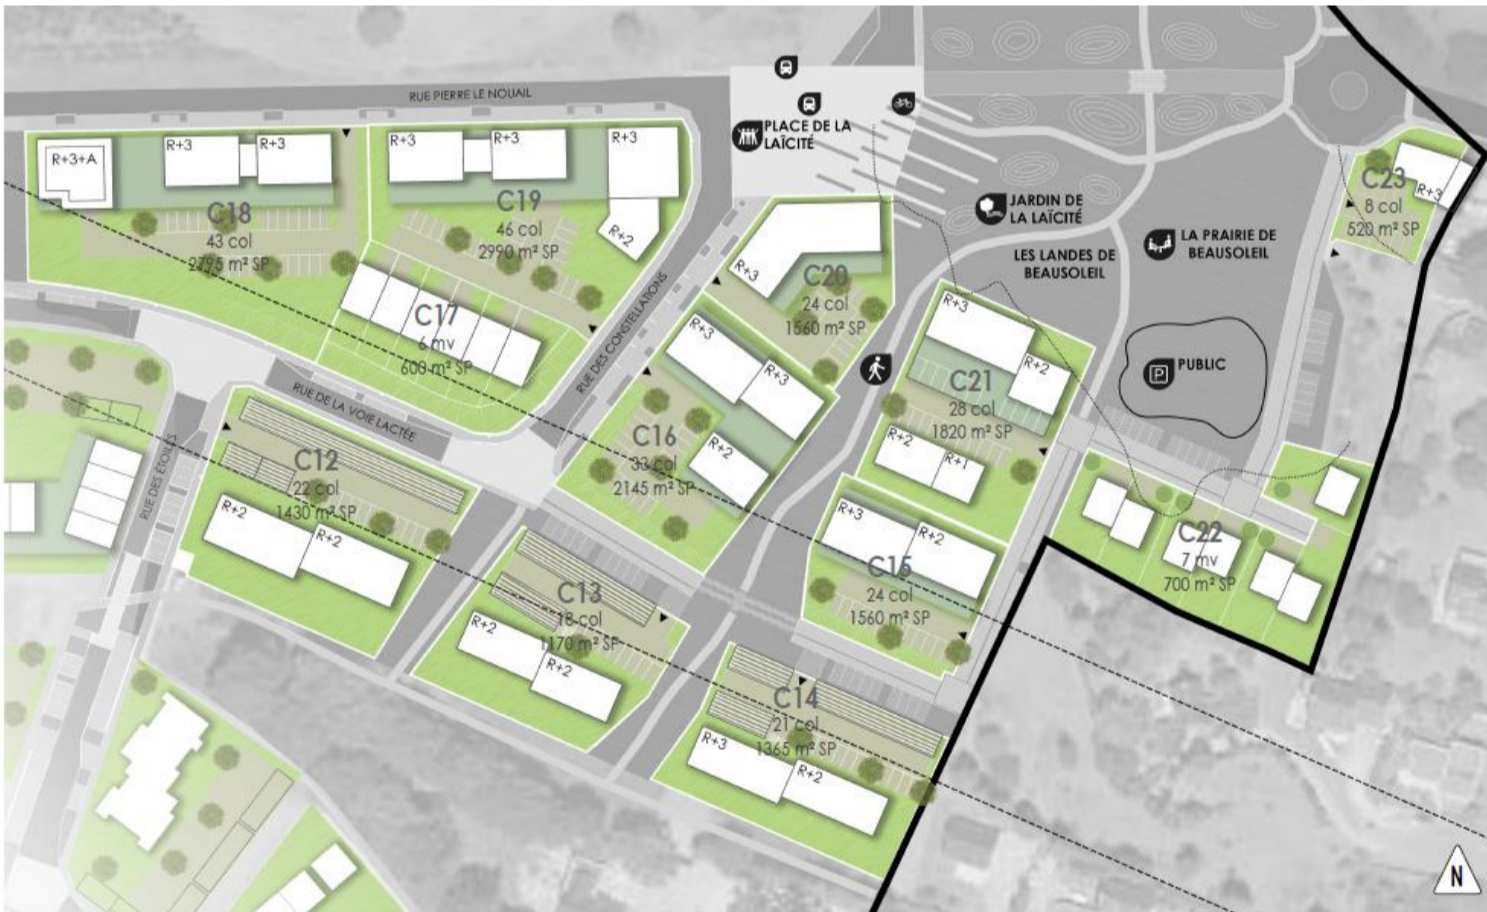 RUE PIERRE LE NOUAIL
PLACE DE LA
LAÏCITÉ
R+3+A
R+3
R+3
C18
43 col
2795 m² SP
R+3
R+3
R+3
R+2
C19
46 col
2990 m² SP
C17
6 mv
600 m² SP
RUE DES CONSTELLATIONS
R+3
C20
24 col
1560 m² SP
JARDIN DE
LA LAÏCITÉ
LES LANDES DE
BEAUSOLEIL
LA PRAIRIE DE
BEAUSOLEIL
R+3
C23
8 col
520 m² SP
P
PUBLIC
R+3
R+2
C21
28 col
1820 m² SP
R+2
R+1
R+3
R+3
R+2
C16
33 col
2145 m² SP
RUE DE LA VOIE LACTÉE
RUE DES ÉTOILES
C12
22 col
1430 m² SP
R+2
R+2
C13
18 col
1170 m² SP
R+2
R+2
R+3
R+2
C15
24 col
1560 m² SP
C22
7 mv
700 m² SP
C14
21 col
1365 m² SP
R+3
R+2
N